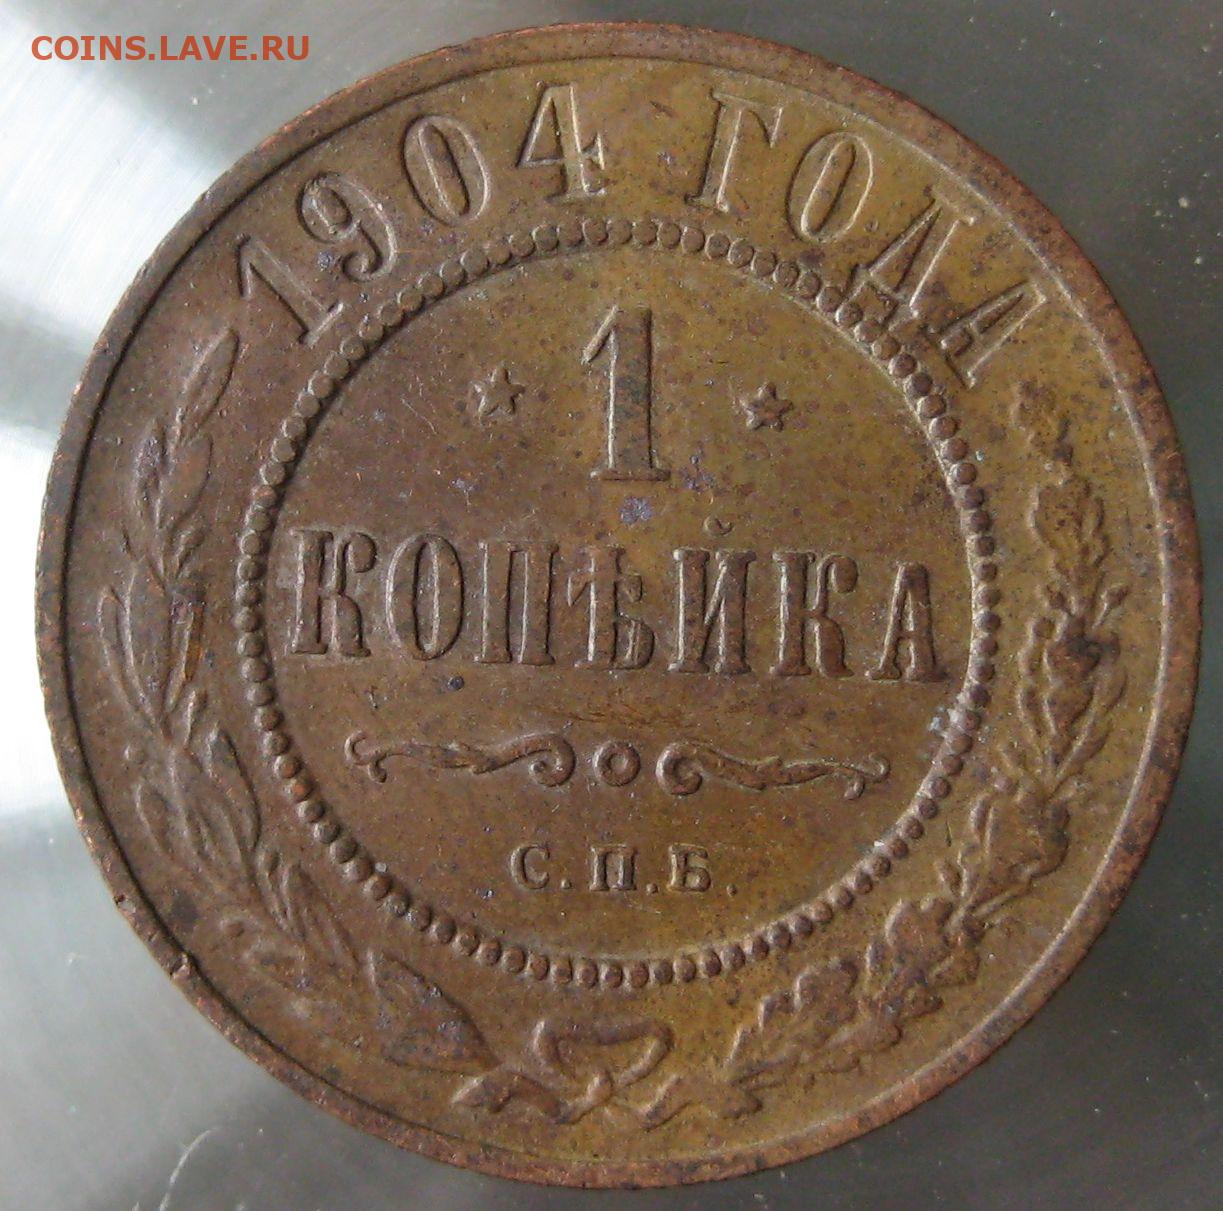 COINS.LAVE.RU
1904 ГОДА
1
КОПѢЙКА
С.П.Б.